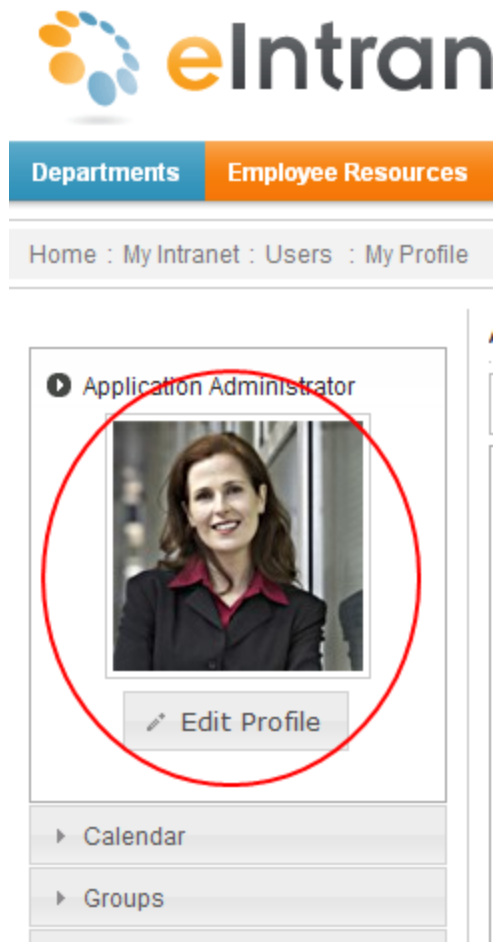 eIntran
Departments Employee Resources
Home : My Intranet : Users : My Profile
Application Administrator
Edit Profile
Calendar
Groups